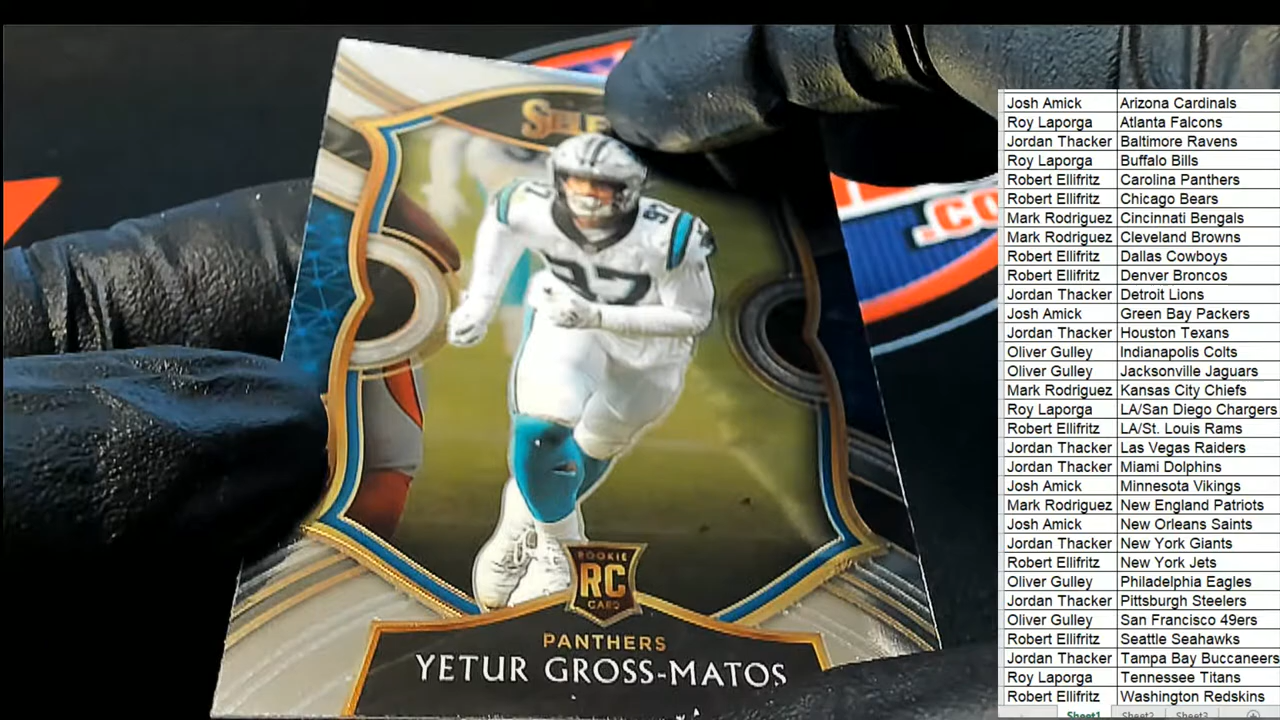 SELE
97
97
ROOKIE
RC
CARD
PANTHERS
YETUR GROSS-MATOS
.CO
Josh Amick Arizona Cardinals
Roy Laporga Atlanta Falcons
Jordan Thacker Baltimore Ravens
Roy Laporga Buffalo Bills
Robert Ellifritz Carolina Panthers
Robert Ellifritz Chicago Bears
Mark Rodriguez Cincinnati Bengals
Mark Rodriguez Cleveland Browns
Robert Ellifritz Dallas Cowboys
Robert Ellifritz Denver Broncos
Jordan Thacker Detroit Lions
Josh Amick Green Bay Packers
Jordan Thacker Houston Texans
Oliver Gulley Indianapolis Colts
Oliver Gulley Jacksonville Jaguars
Mark Rodriguez Kansas City Chiefs
Roy Laporga LA/San Diego Chargers
Robert Ellifritz LA/St. Louis Rams
Jordan Thacker Las Vegas Raiders
Jordan Thacker Miami Dolphins
Josh Amick Minnesota Vikings
Mark Rodriguez New England Patriots
Josh Amick New Orleans Saints
Jordan Thacker New York Giants
Robert Ellifritz New York Jets
Oliver Gulley Philadelphia Eagles
Jordan Thacker Pittsburgh Steelers
Oliver Gulley San Francisco 49ers
Robert Ellifritz Seattle Seahawks
Jordan Thacker Tampa Bay Buccaneers
Roy Laporga Tennessee Titans
Robert Ellifritz Washington Redskins
Sheet1 Sheet2 Sheet3